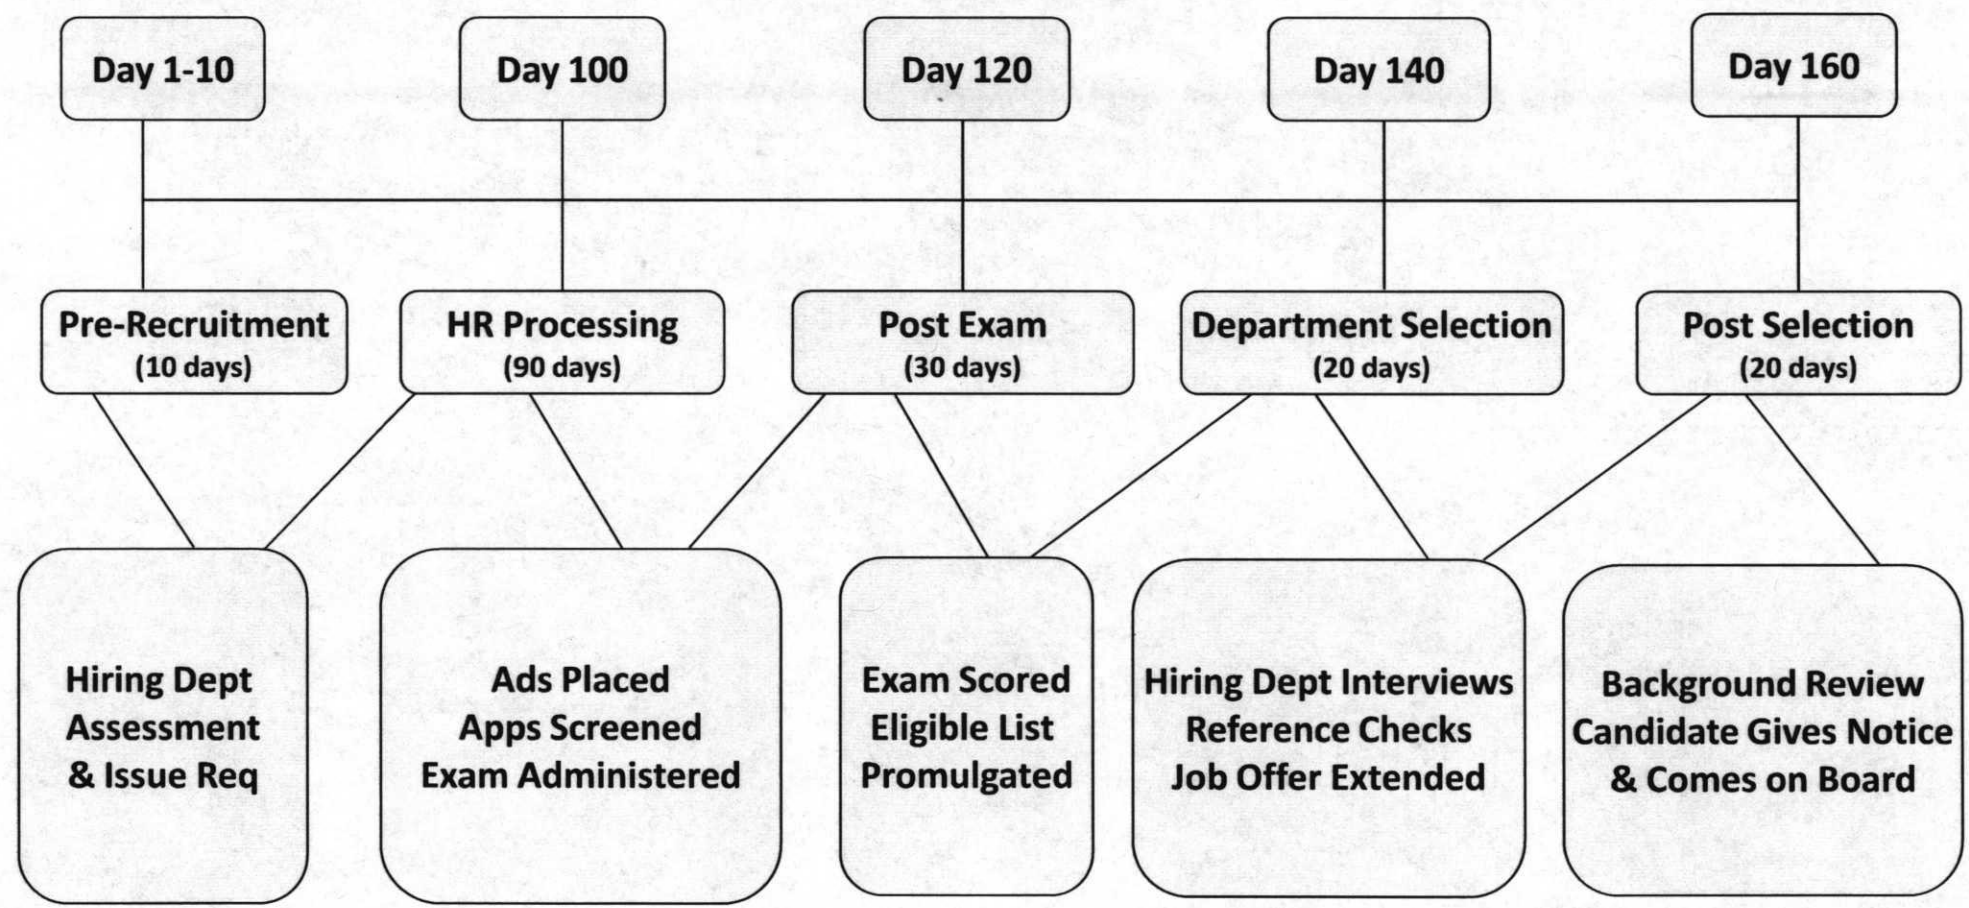 Day 1-10
Day 100
Day 120
Day 140
Day 160
Pre-Recruitment
(10 days)
HR Processing
(90 days)
Post Exam
(30 days)
Department Selection
(20 days)
Post Selection
(20 days)
Hiring Dept
Assessment
& Issue Req
Ads Placed
Apps Screened
Exam Administered
Exam Scored
Eligible List
Promulgated
Hiring Dept Interviews
Reference Checks
Job Offer Extended
Background Review
Candidate Gives Notice
& Comes on Board